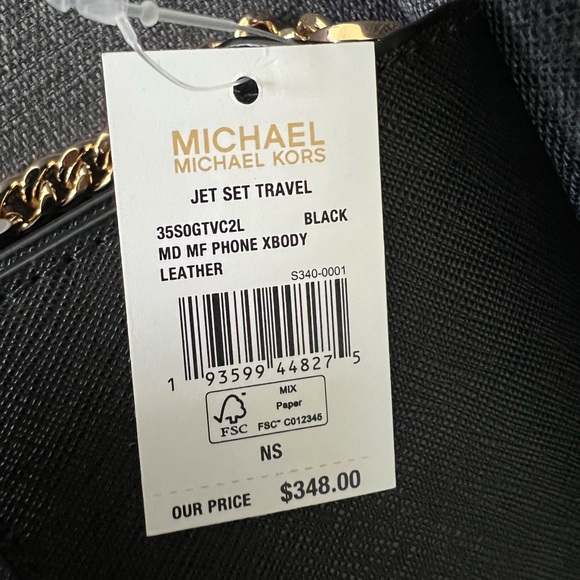 MICHAEL
MICHAEL KORS
JET SET TRAVEL
35S0GTVC2L BLACK
MD MF PHONE XBODY
LEATHER
S340-0001
1 93599 44827 5
MIX
Paper
FSC FSC™ C012345
NS
OUR PRICE $348.00